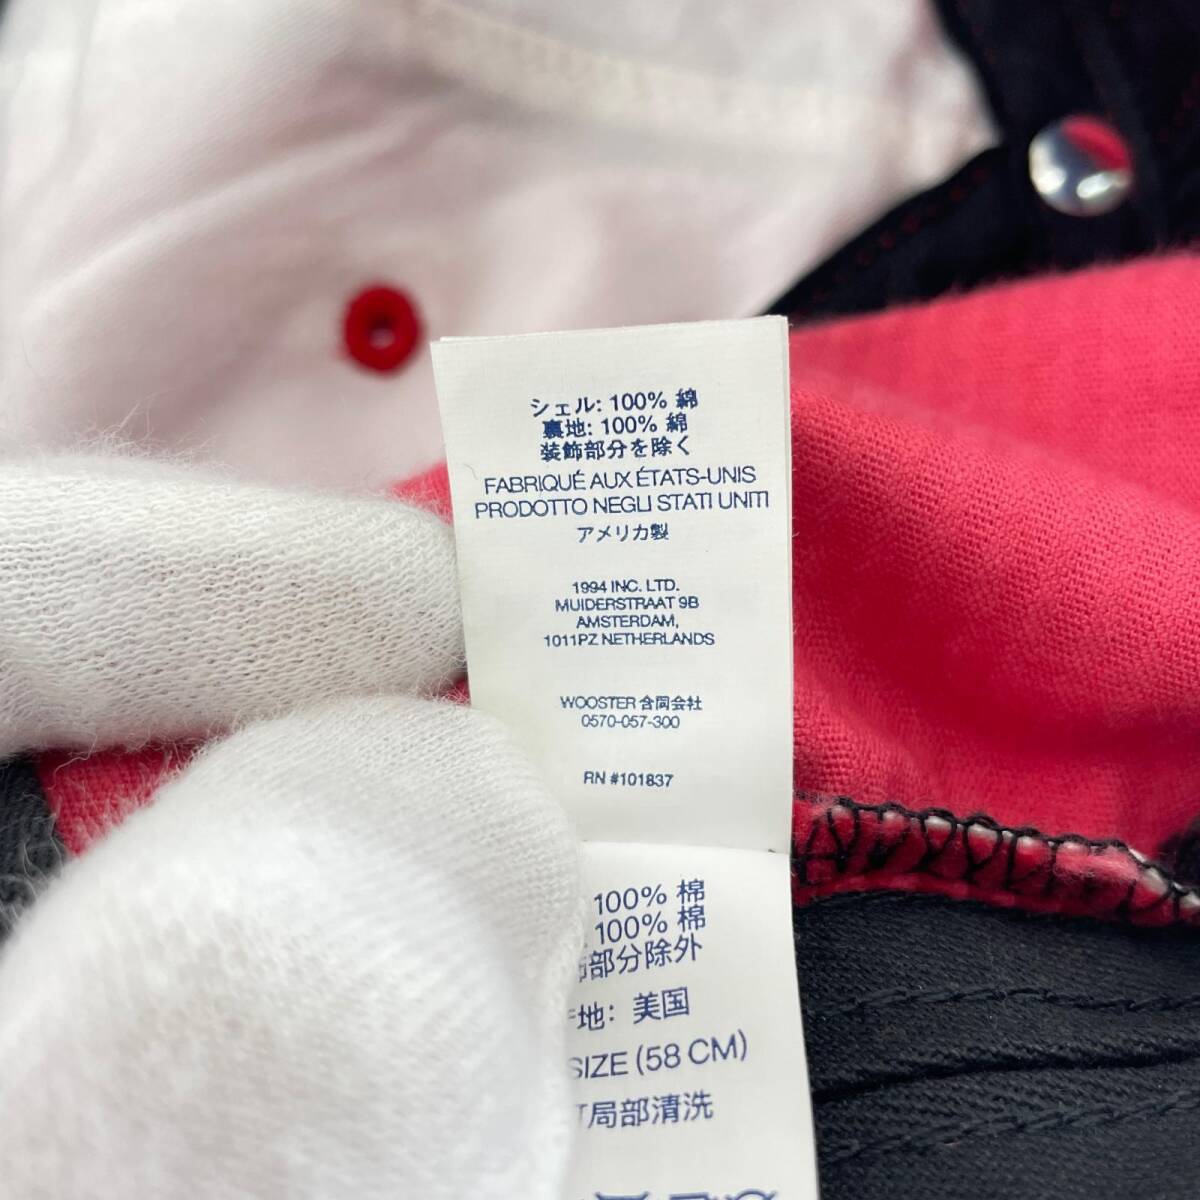 シェル: 100% 綿
裏地: 100% 綿
装飾部分を除く
FABRIQUÉ AUX ÉTATS-UNIS
PRODOTTO NEGLI STATI UNITI
アメリカ製
1994 INC. LTD.
MUIDERSTRAAT 9B
AMSTERDAM,
1011PZ NETHERLANDS
WOOSTER 合同会社
0570-057-300
RN #101837
100% 棉
100% 棉
部分除外
地: 美国
SIZE (58 CM)
局部清洗